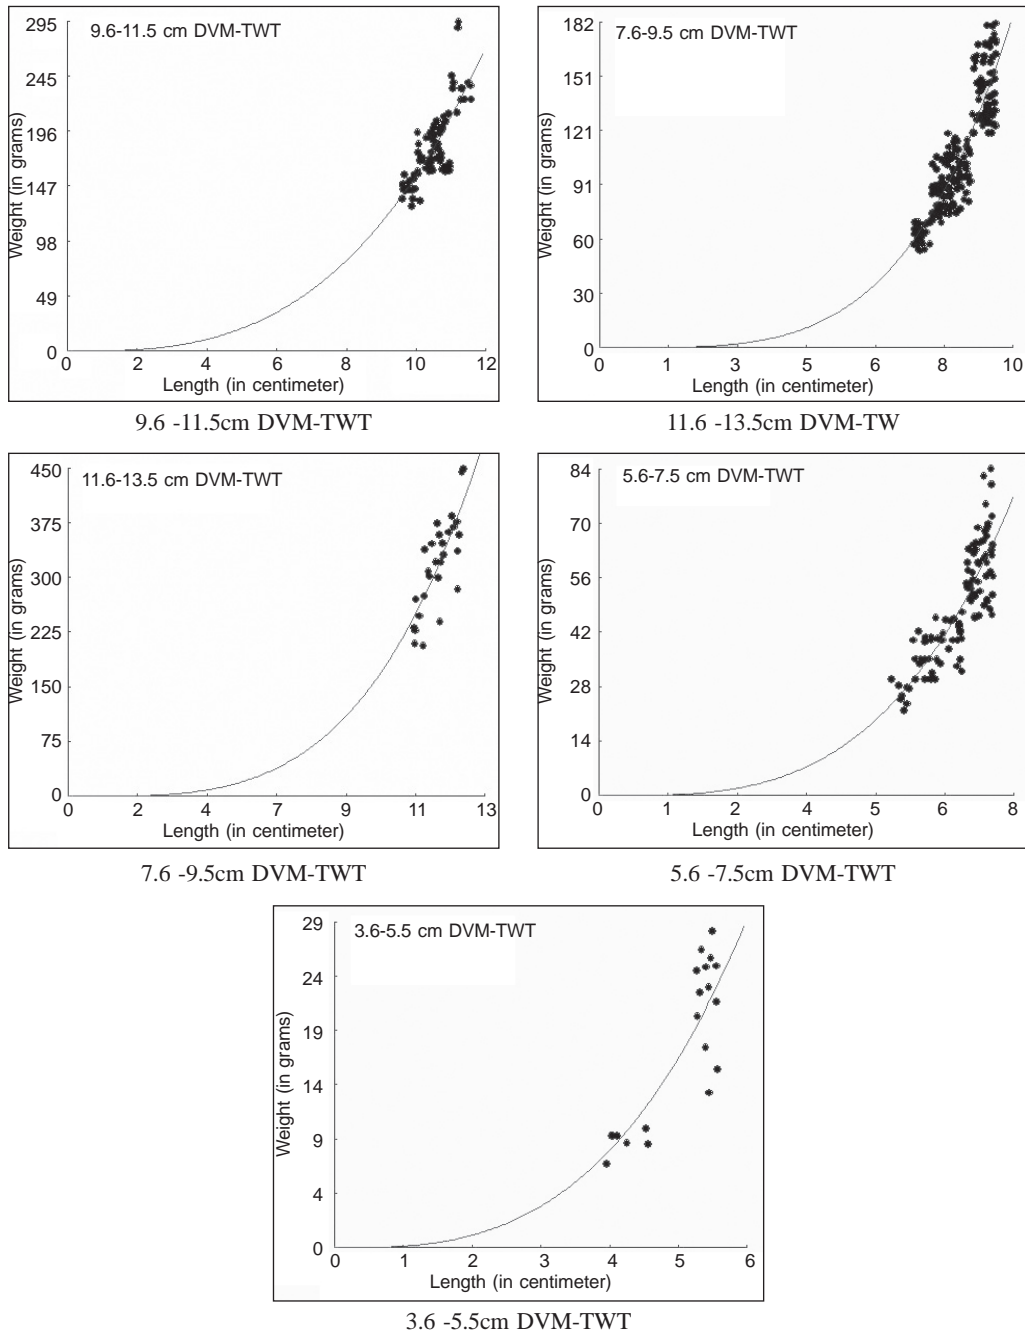 9.6-11.5 cm DVM-TWT
Weight (in grams)
295
245
196
147
98
49
0
0 2 4 6 8 10 12
Length (in centimeter)
9.6 -11.5cm DVM-TWT
7.6-9.5 cm DVM-TWT
Weight (in grams)
182
151
121
91
60
30
0
0 1 3 5 6 8 10
Length (in centimeter)
11.6 -13.5cm DVM-TW
11.6-13.5 cm DVM-TWT
Weight (in grams)
450
375
300
225
150
75
0
0 2 4 7 9 11 13
Length (in centimeter)
7.6 -9.5cm DVM-TWT
5.6-7.5 cm DVM-TWT
Weight (in grams)
84
70
56
42
28
14
0
0 1 2 4 5 6 8
Length (in centimeter)
5.6 -7.5cm DVM-TWT
3.6-5.5 cm DVM-TWT
Weight (in grams)
29
24
19
14
9
4
0
0 1 2 3 4 5 6
Length (in centimeter)
3.6 -5.5cm DVM-TWT